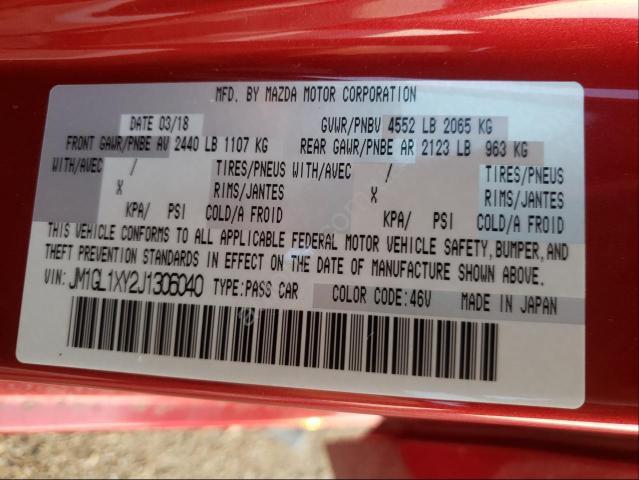 MFD. BY MAZDA MOTOR CORPORATION
DATE 03/18 GVWR/PNBV 4552 LB 2065 KG
FRONT GAWR/PNBE AV 2440 LB 1107 KG REAR GAWR/PNBE AR 2123 LB 963 KG
WITH/AVEC / TIRES/PNEUS WITH/AVEC / TIRES/PNEUS
X RIMS/JANTES X RIMS/JANTES
KPA/ PSI COLD/A FROID KPA/ PSI COLD/A FROID
THIS VEHICLE CONFORMS TO ALL APPLICABLE FEDERAL MOTOR VEHICLE SAFETY, BUMPER, AND
THEFT PREVENTION STANDARDS IN EFFECT ON THE DATE OF MANUFACTURE SHOWN ABOVE.
VIN: JM1GL1XY2J1306040 TYPE:PASS CAR COLOR CODE:46V MADE IN JAPAN